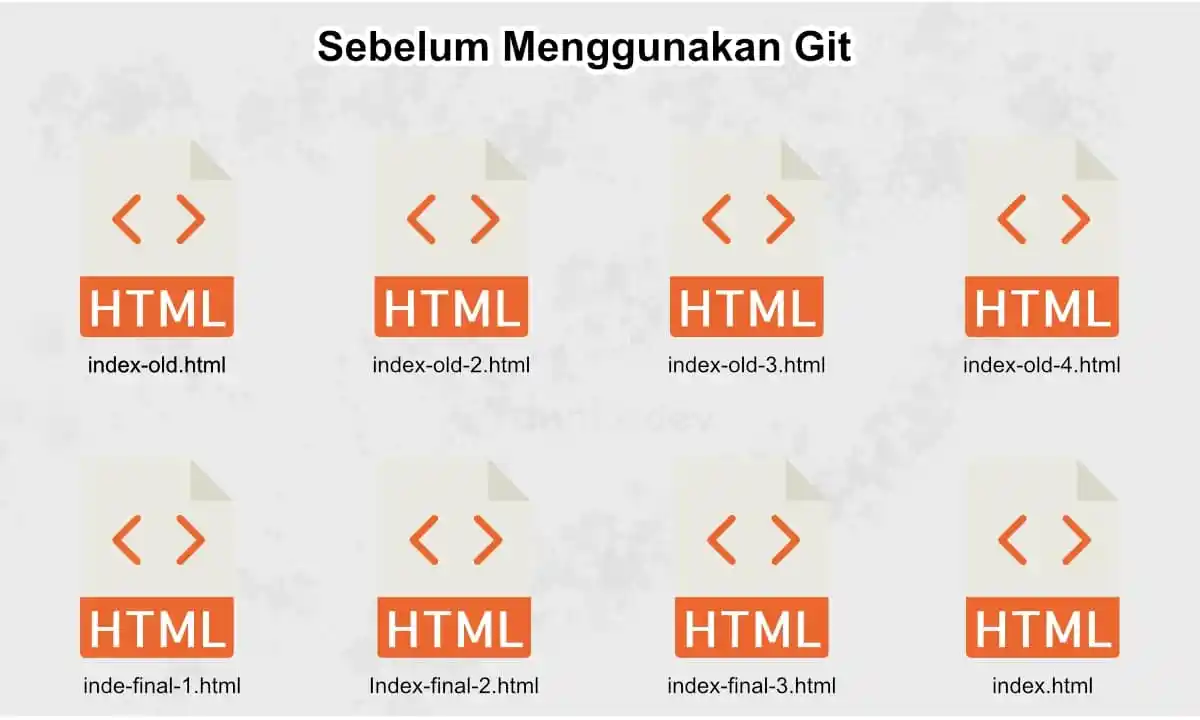 Sebelum Menggunakan Git
< > < > < > < >
HTML HTML HTML HTML
index-old.html index-old-2.html index-old-3.html index-old-4.html
< > < > < > < >
HTML HTML HTML HTML
inde-final-1.html Index-final-2.html index-final-3.html index.html